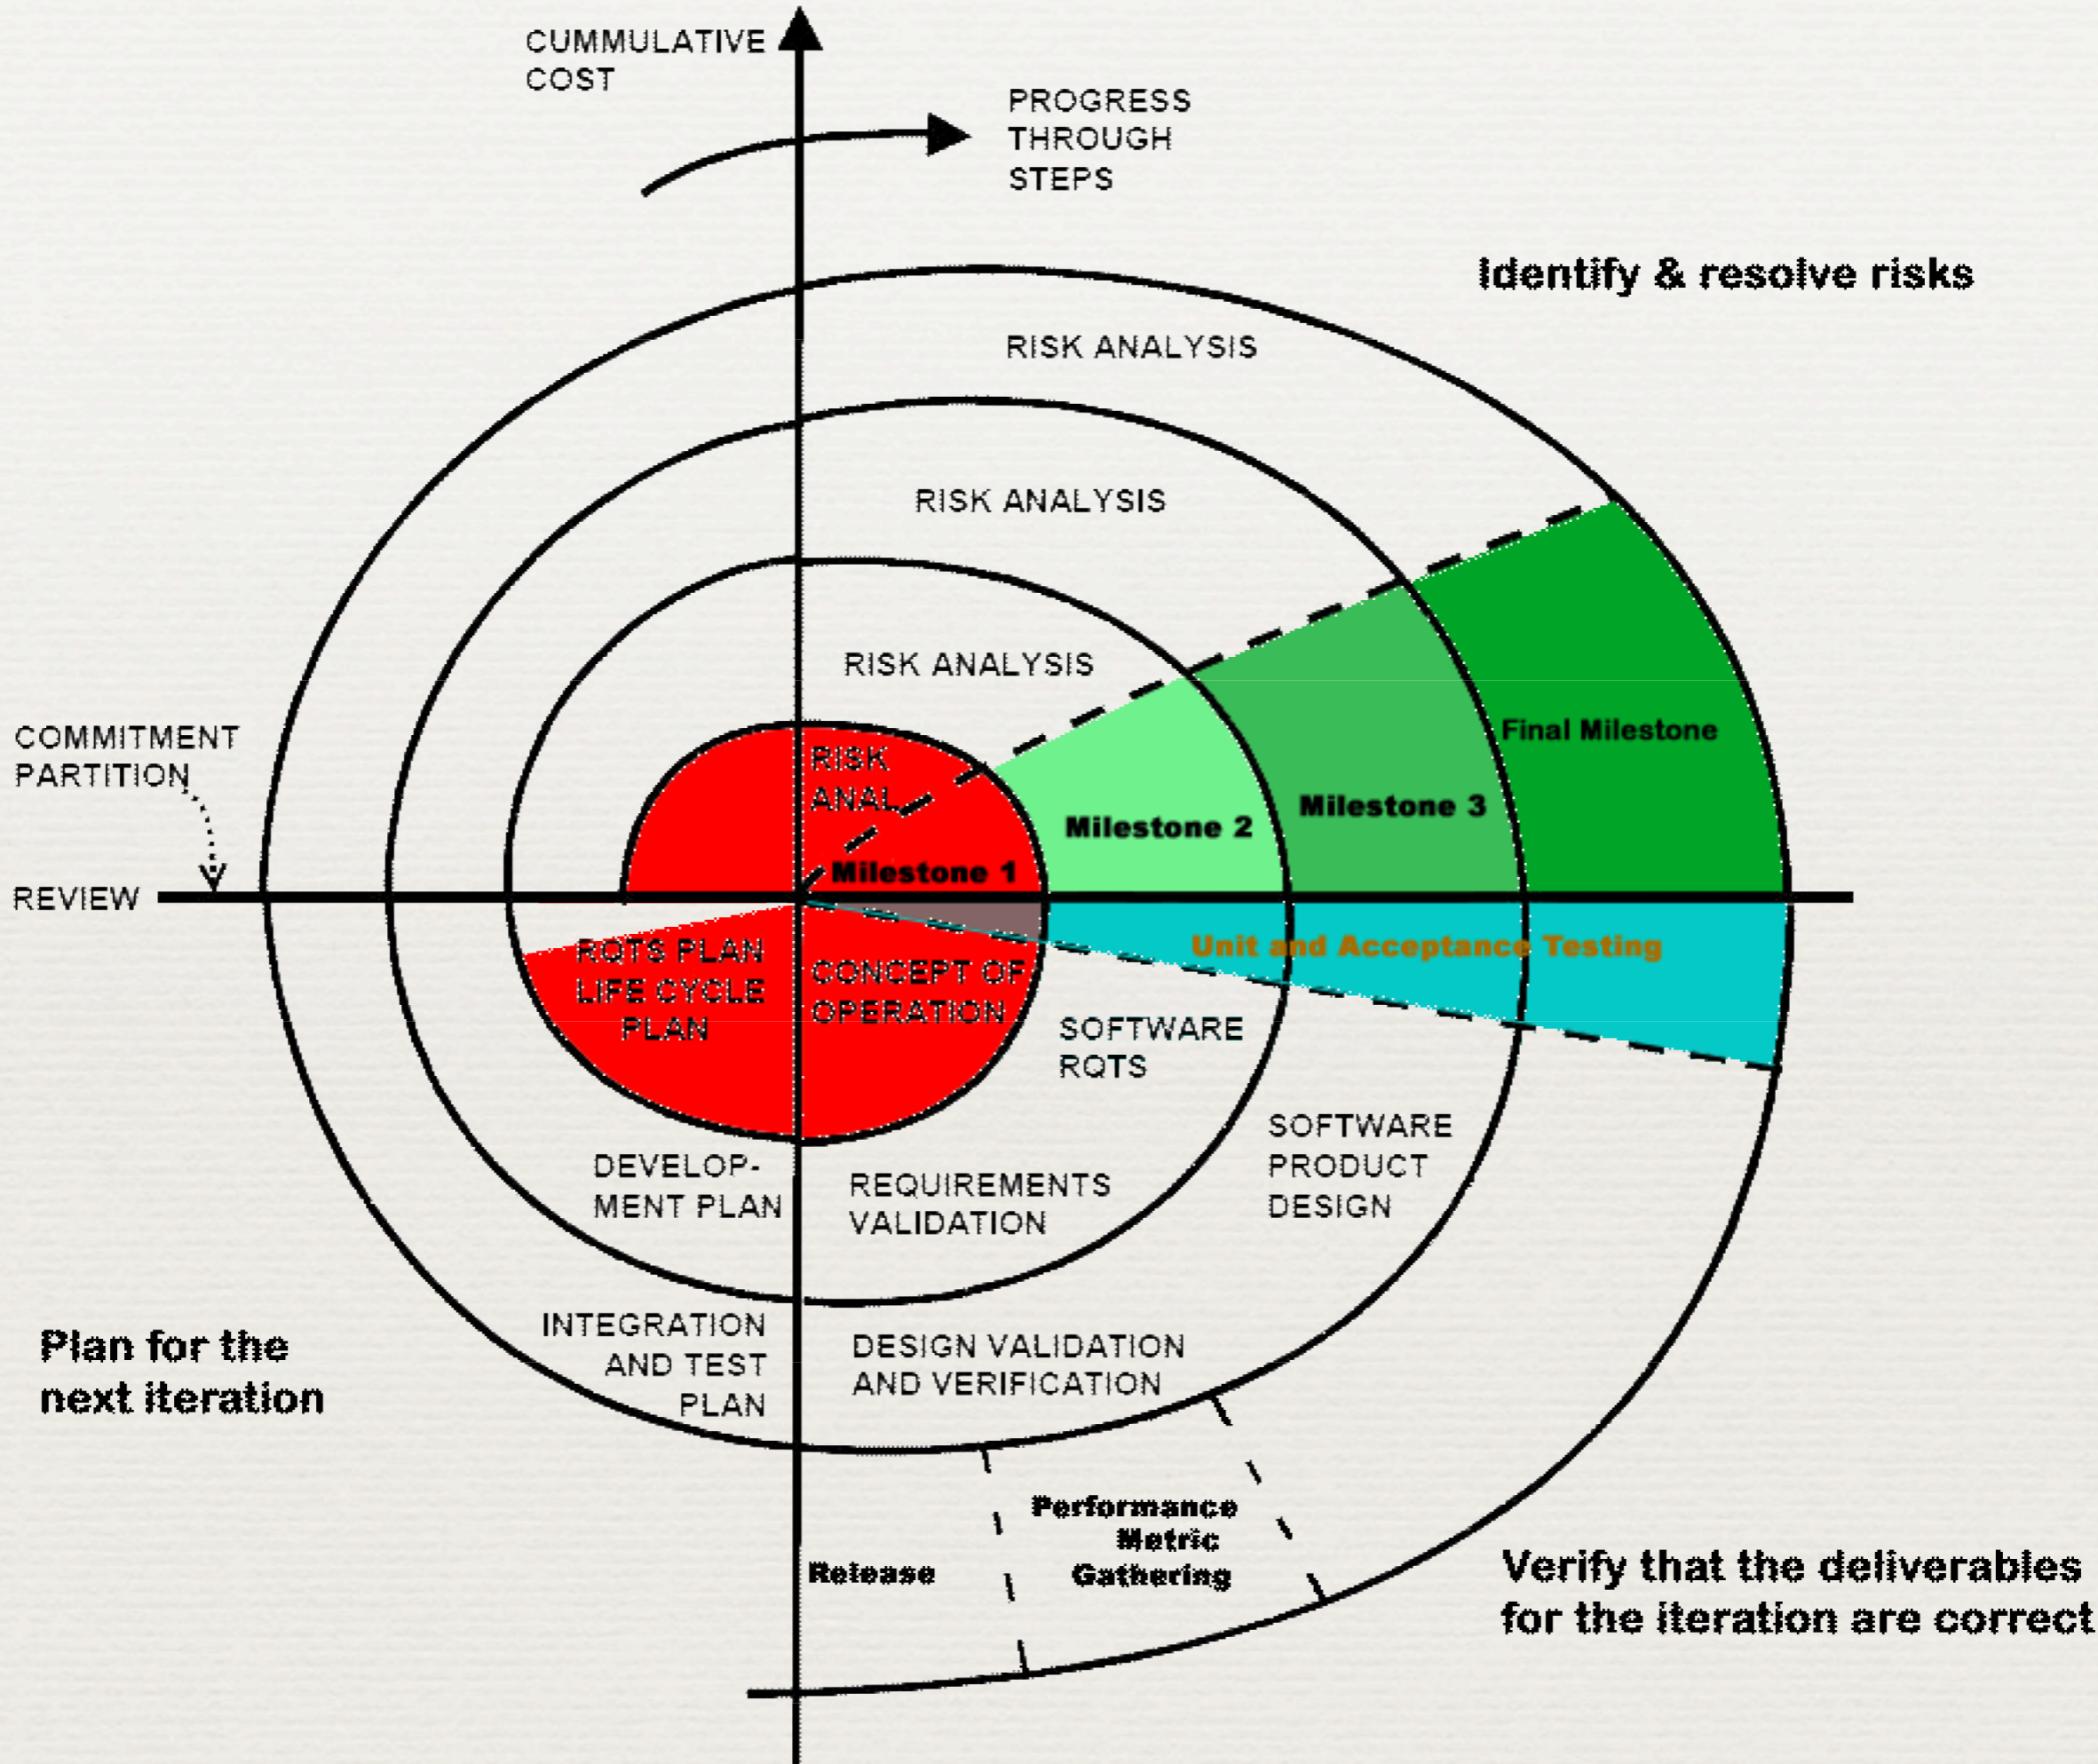 CUMMULATIVE
COST
PROGRESS
THROUGH
STEPS
Identify & resolve risks
RISK ANALYSIS
RISK ANALYSIS
RISK ANALYSIS
RISK
ANAL
COMMITMENT
PARTITION
REVIEW
Milestone 1
Milestone 2
Milestone 3
Final Milestone
Unit and Acceptance Testing
RQTS PLAN
LIFE CYCLE
PLAN
CONCEPT OF
OPERATION
SOFTWARE
RQTS
SOFTWARE
PRODUCT
DESIGN
DEVELOP-
MENT PLAN
REQUIREMENTS
VALIDATION
INTEGRATION
AND TEST
PLAN
DESIGN VALIDATION
AND VERIFICATION
Plan for the
next iteration
Performance
Metric
Gathering
Release
Verify that the deliverables
for the iteration are correct